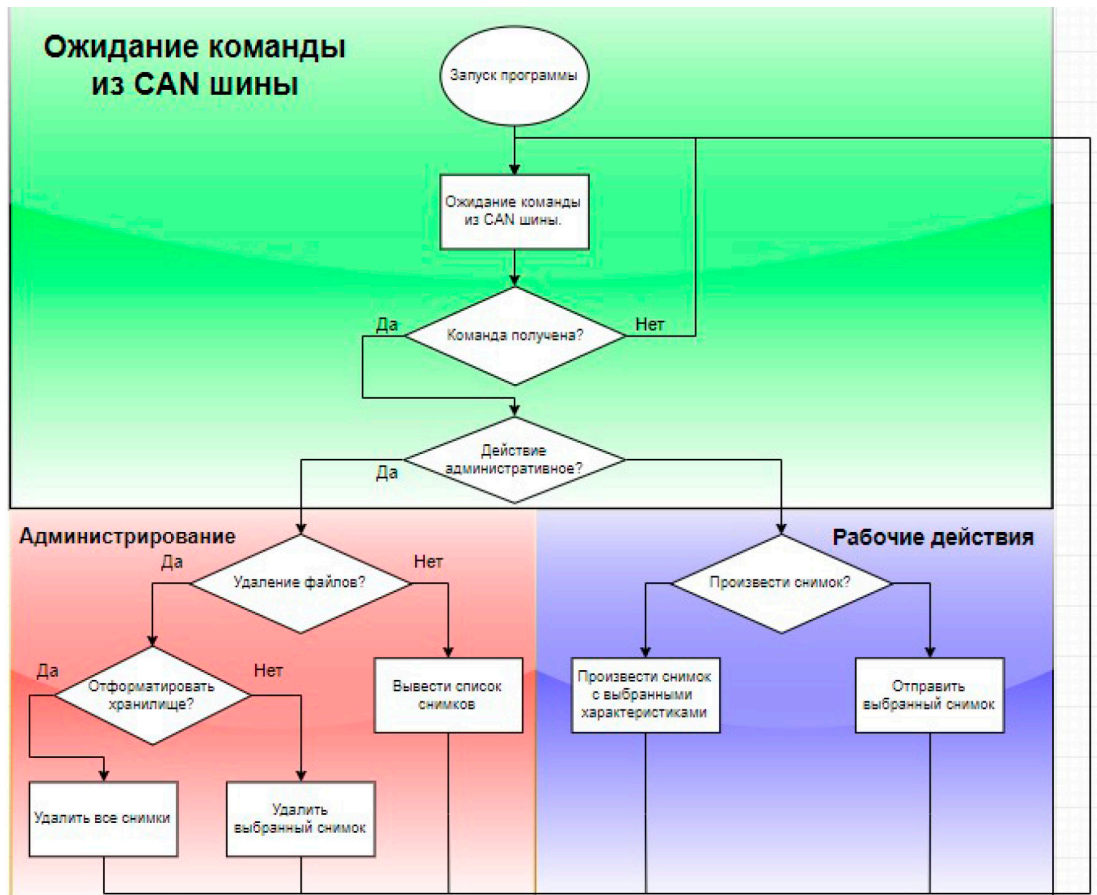 Ожидание команды
из CAN шины
Запуск программы
Ожидание команды
из CAN шины.
Да
Команда получена?
Нет
Действие
административное?
Да
Администрирование
Рабочие действия
Да
Удаление файлов?
Нет
Произвести снимок?
Да
Отформатировать
хранилище?
Нет
Вывести список
снимков
Произвести снимок
с выбранными
характеристиками
Отправить
выбранный снимок
Удалить все снимки
Удалить
выбранный снимок